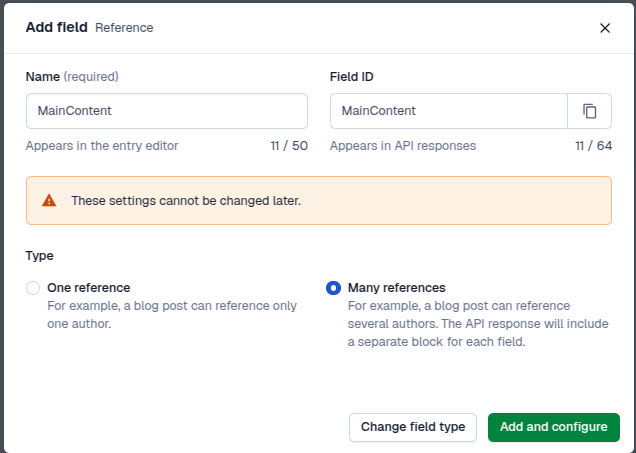 Add field Reference
Name (required)
Field ID
MainContent
MainContent
Appears in the entry editor
11 / 50
Appears in API responses
11 / 64
These settings cannot be changed later.
Type
One reference
For example, a blog post can reference only
one author.
Many references
For example, a blog post can reference
several authors. The API response will include
a separate block for each field.
Change field type
Add and configure